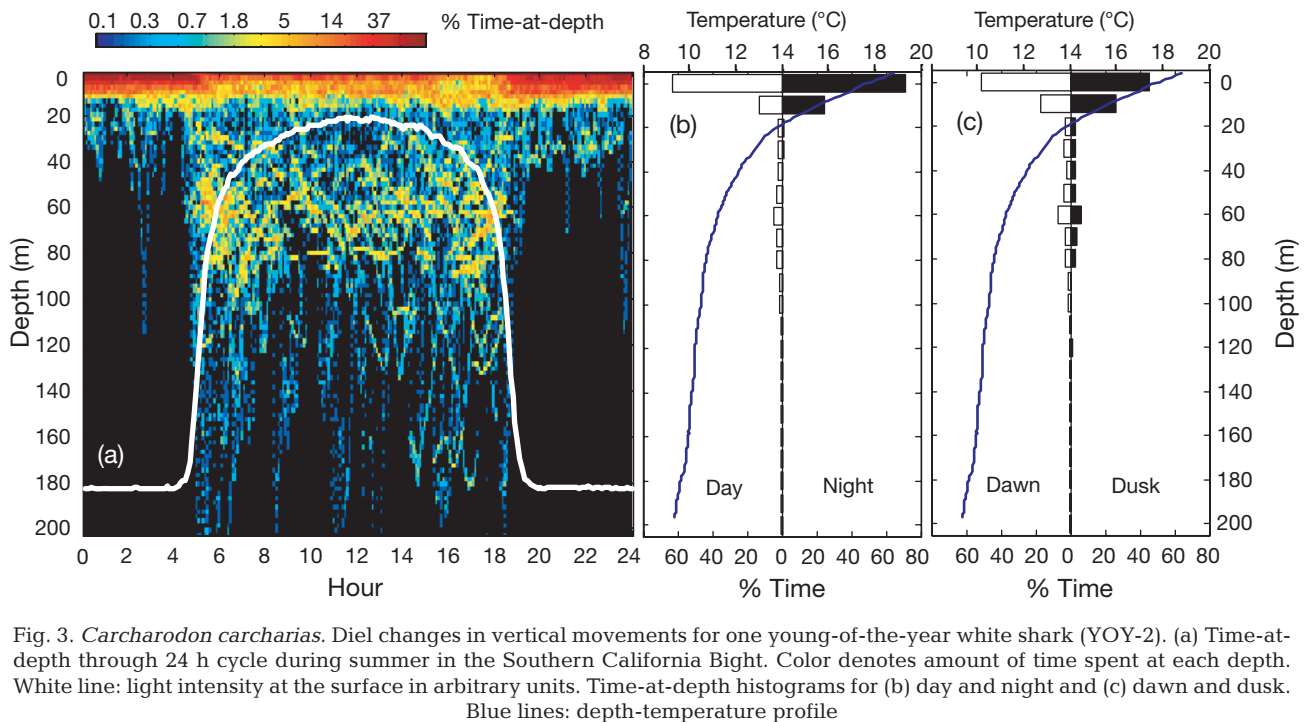 0.1 0.3 0.7 1.8 5 14 37 % Time-at-depth
0
20
40
60
80
100
120
140
160
180
200
Depth (m)
(a)
0 2 4 6 8 10 12 14 16 18 20 22 24
Hour
Temperature (°C)
8 10 12 14 16 18 20
(b)
Day Night
60 40 20 0 20 40 60 80
% Time
Temperature (°C)
8 10 12 14 16 18 20
(c)
Dawn Dusk
60 40 20 0 20 40 60 80
% Time
0
20
40
60
80
100
120
140
160
180
200
Depth (m)
Fig. 3. Carcharodon carcharias. Diel changes in vertical movements for one young-of-the-year white shark (YOY-2). (a) Time-at-
depth through 24 h cycle during summer in the Southern California Bight. Color denotes amount of time spent at each depth.
White line: light intensity at the surface in arbitrary units. Time-at-depth histograms for (b) day and night and (c) dawn and dusk.
Blue lines: depth-temperature profile